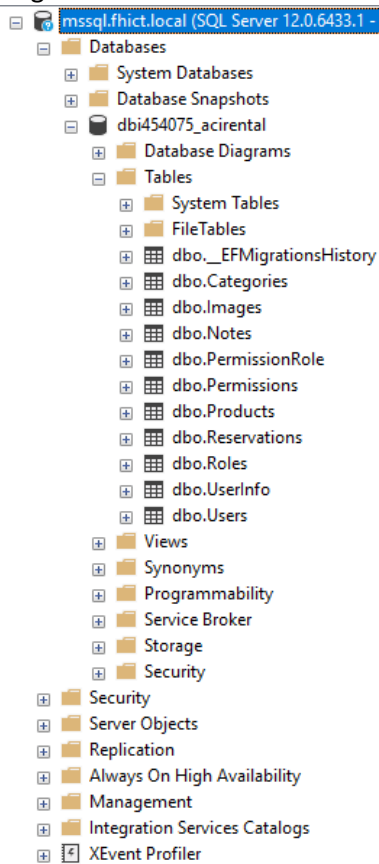 mssql.fhict.local (SQL Server 12.0.6433.1 -
Databases
System Databases
Database Snapshots
dbi454075_acirental
Database Diagrams
Tables
System Tables
FileTables
dbo.__EFMigrationsHistory
dbo.Categories
dbo.Images
dbo.Notes
dbo.PermissionRole
dbo.Permissions
dbo.Products
dbo.Reservations
dbo.Roles
dbo.UserInfo
dbo.Users
Views
Synonyms
Programmability
Service Broker
Storage
Security
Security
Server Objects
Replication
Always On High Availability
Management
Integration Services Catalogs
XEvent Profiler